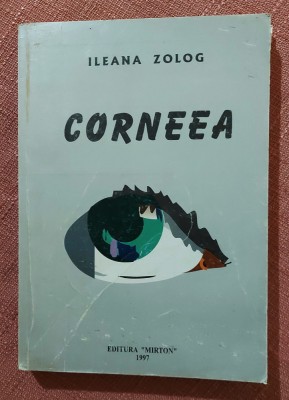 ILEANA ZOLOG
CORNEEA
EDITURA "MIRTON"
1997